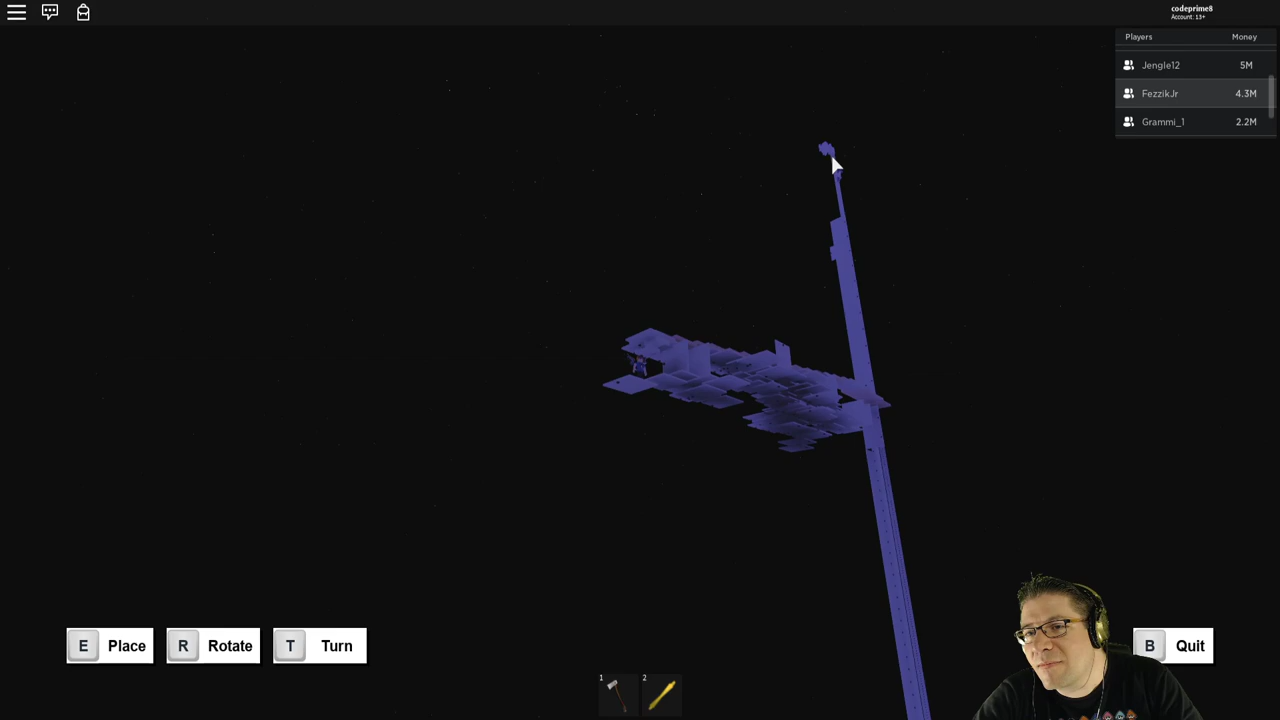 codeprime8
Account: 13+
Players Money
Jengle12 5M
FezzikJr 4.3M
Grammi_1 2.2M
E Place R Rotate T Turn B Quit
1 2